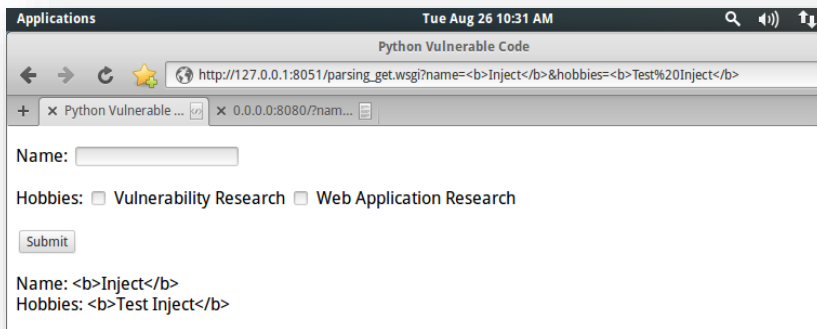 Applications Tue Aug 26 10:31 AM
Python Vulnerable Code
http://127.0.0.1:8051/parsing_get.wsgi?name=<b>Inject</b>&hobbies=<b>Test%20Inject</b>
+ × Python Vulnerable ... × 0.0.0.0:8080/?nam...
Name:
Hobbies: Vulnerability Research Web Application Research
Submit
Name: <b>Inject</b>
Hobbies: <b>Test Inject</b>